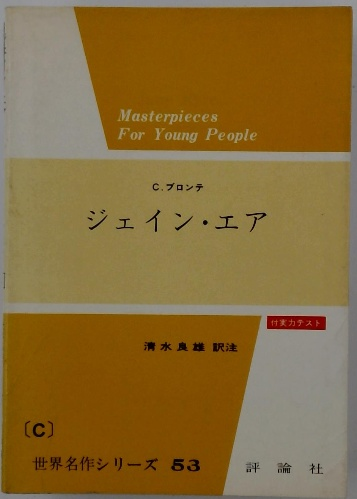 Masterpieces
For Young People
C.ブロンテ
ジェイン・エア
付実力テスト
清水良雄 訳注
〔C〕
世界名作シリーズ 53
評論社